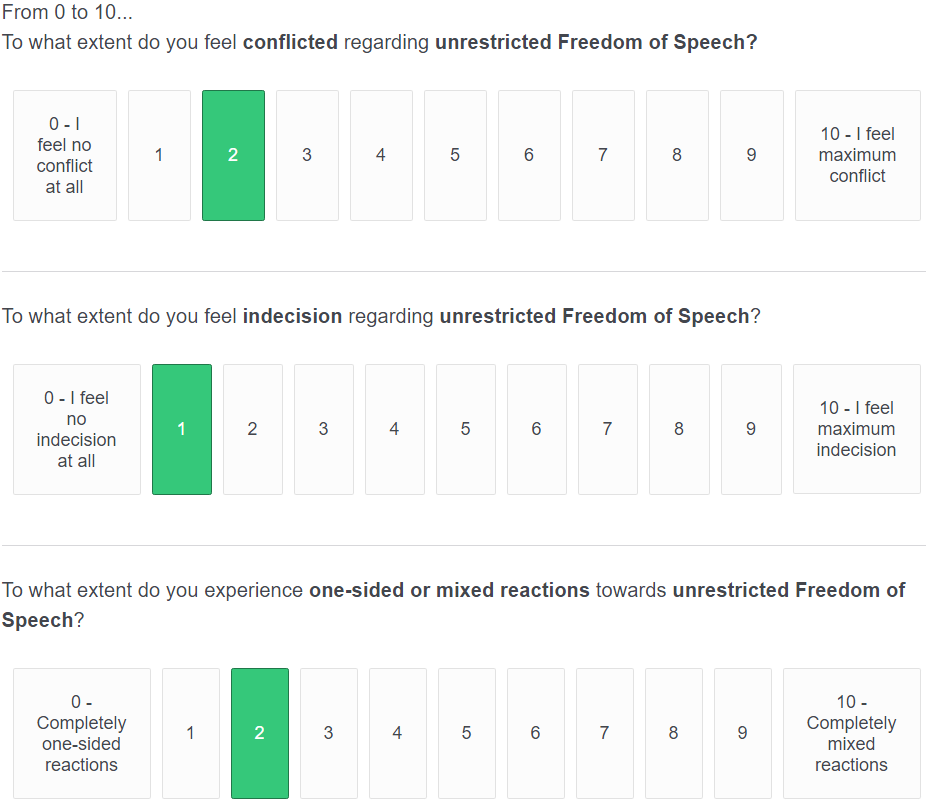 From 0 to 10...
To what extent do you feel conflicted regarding unrestricted Freedom of Speech?
0 - I
feel no
conflict
at all
1
2
3
4
5
6
7
8
9
10 - I feel
maximum
conflict
To what extent do you feel indecision regarding unrestricted Freedom of Speech?
0 - I feel
no
indecision
at all
1
2
3
4
5
6
7
8
9
10 - I feel
maximum
indecision
To what extent do you experience one-sided or mixed reactions towards unrestricted Freedom of
Speech?
0 -
Completely
one-sided
reactions
1
2
3
4
5
6
7
8
9
10 -
Completely
mixed
reactions